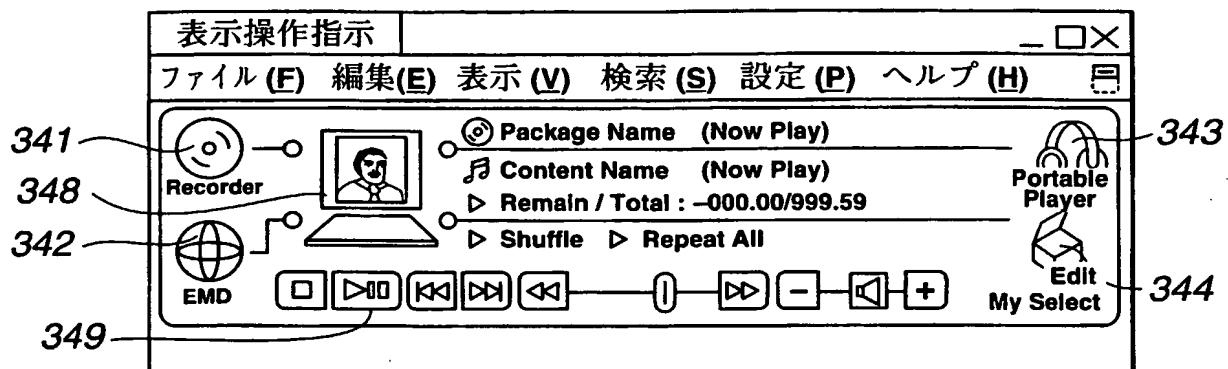 表示操作指示
ファイル (F) 編集(E) 表示 (V) 検索 (S) 設定 (P) ヘルプ (H)
341
348
342
349
343
344
Recorder
EMD
Package Name (Now Play)
Content Name (Now Play)
Remain / Total : –000.00/999.59
Shuffle Repeat All
Portable
Player
Edit
My Select